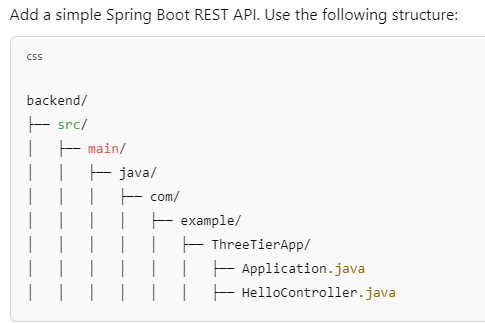 Add a simple Spring Boot REST API. Use the following structure:
css
backend/
├── src/
│   ├── main/
│   │   ├── java/
│   │   │   ├── com/
│   │   │   │   ├── example/
│   │   │   │   │   ├── ThreeTierApp/
│   │   │   │   │   │   ├── Application.java
│   │   │   │   │   │   ├── HelloController.java